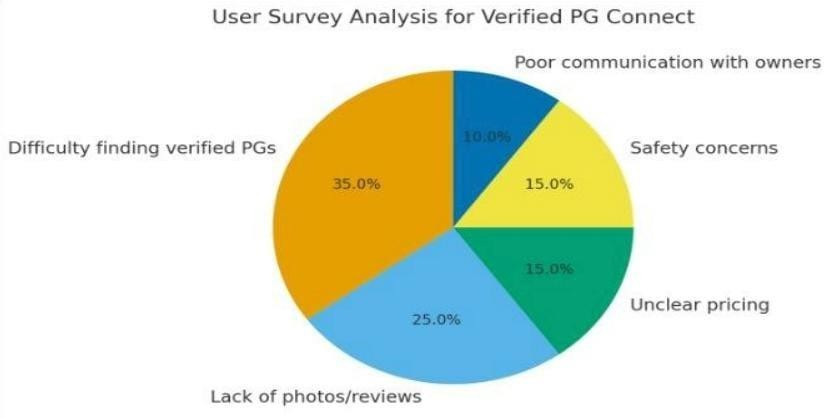 User Survey Analysis for Verified PG Connect
Poor communication with owners
10.0%
Difficulty finding verified PGs
Safety concerns
35.0%
15.0%
15.0%
Unclear pricing
25.0%
Lack of photos/reviews